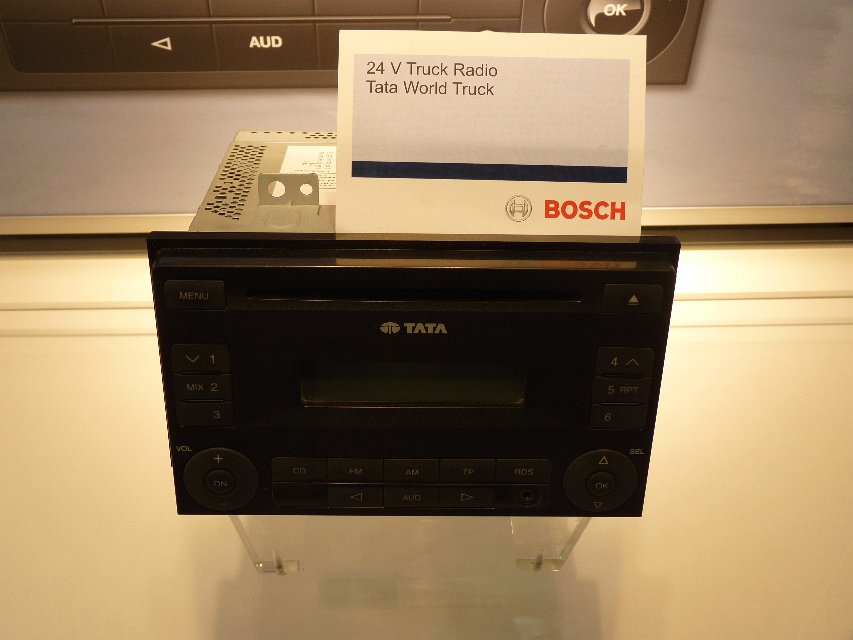 OK
AUD
24 V Truck Radio
Tata World Truck
BOSCH
MENU
TATA
1
4
MIX 2
5 RPT
3
6
VOL
SEL
+
ON
CD FM AM TP RDS
AUD
OK